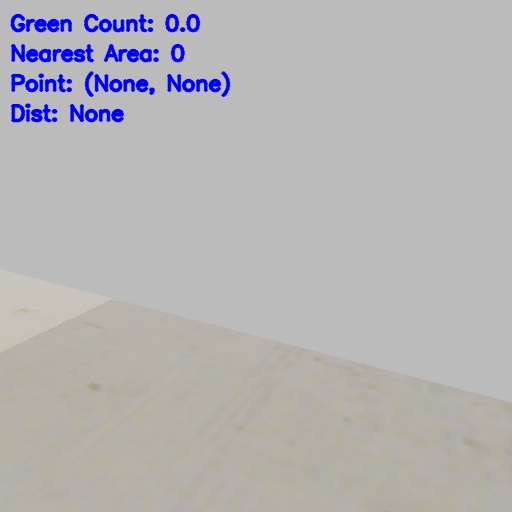 Green Count: 0.0
Nearest Area: 0
Point: (None, None)
Dist: None